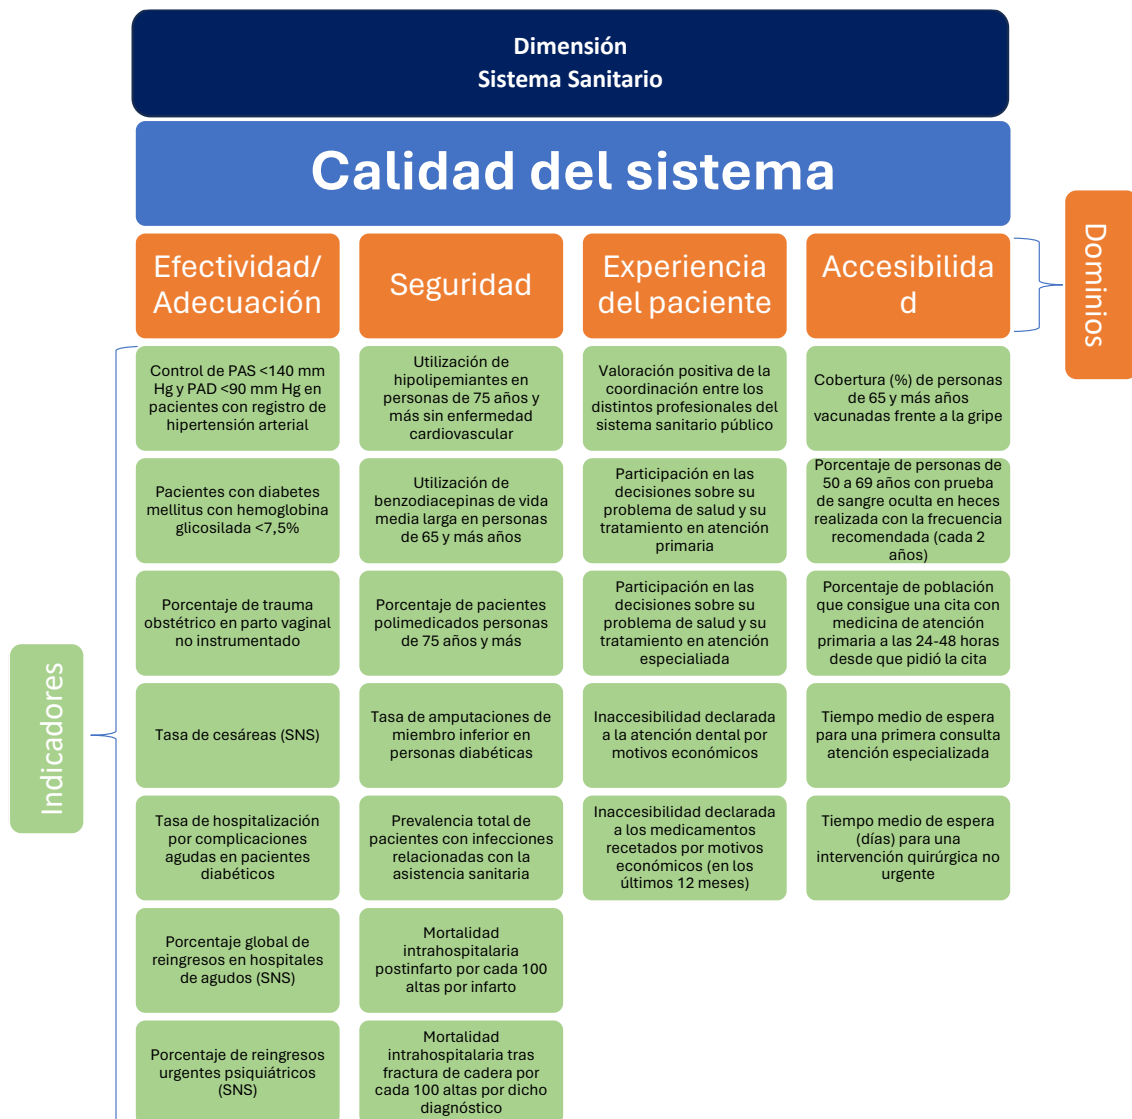 Dimensión
Sistema Sanitario
Calidad del sistema
Dominios
Efectividad/
Adecuación
Seguridad
Experiencia
del paciente
Accesibilida
d
Indicadores
Control de PAS <140 mm
Hg y PAD <90 mm Hg en
pacientes con registro de
hipertensión arterial
Utilización de
hipolipemiantes en
personas de 75 años y
más sin enfermedad
cardiovascular
Valoración positiva de la
coordinación entre los
distintos profesionales del
sistema sanitario público
Cobertura (%) de personas
de 65 y más años
vacunadas frente a la gripe
Pacientes con diabetes
mellitus con hemoglobina
glicosilada <7,5%
Utilización de
benzodiacepinas de vida
media larga en personas
de 65 y más años
Participación en las
decisiones sobre su
problema de salud y su
tratamiento en atención
primaria
Porcentaje de personas de
50 a 69 años con prueba
de sangre oculta en heces
realizada con la frecuencia
recomendada (cada 2
años)
Porcentaje de trauma
obstétrico en parto vaginal
no instrumentado
Porcentaje de pacientes
polimedicados personas
de 75 años y más
Participación en las
decisiones sobre su
problema de salud y su
tratamiento en atención
especialiada
Porcentaje de población
que consigue una cita con
medicina de atención
primaria a las 24-48 horas
desde que pidió la cita
Tasa de cesáreas (SNS)
Tasa de amputaciones de
miembro inferior en
personas diabéticas
Inaccesibilidad declarada
a la atención dental por
motivos económicos
Tiempo medio de espera
para una primera consulta
atención especializada
Tasa de hospitalización
por complicaciones
agudas en pacientes
diabéticos
Prevalencia total de
pacientes con infecciones
relacionadas con la
asistencia sanitaria
Inaccesibilidad declarada
a los medicamentos
recetados por motivos
económicos (en los
últimos 12 meses)
Tiempo medio de espera
(días) para una
intervención quirúrgica no
urgente
Porcentaje global de
reingresos en hospitales
de agudos (SNS)
Mortalidad
intrahospitalaria
postinfarto por cada 100
altas por infarto
Porcentaje de reingresos
urgentes psiquiátricos
(SNS)
Mortalidad
intrahospitalaria tras
fractura de cadera por
cada 100 altas por dicho
diagnóstico